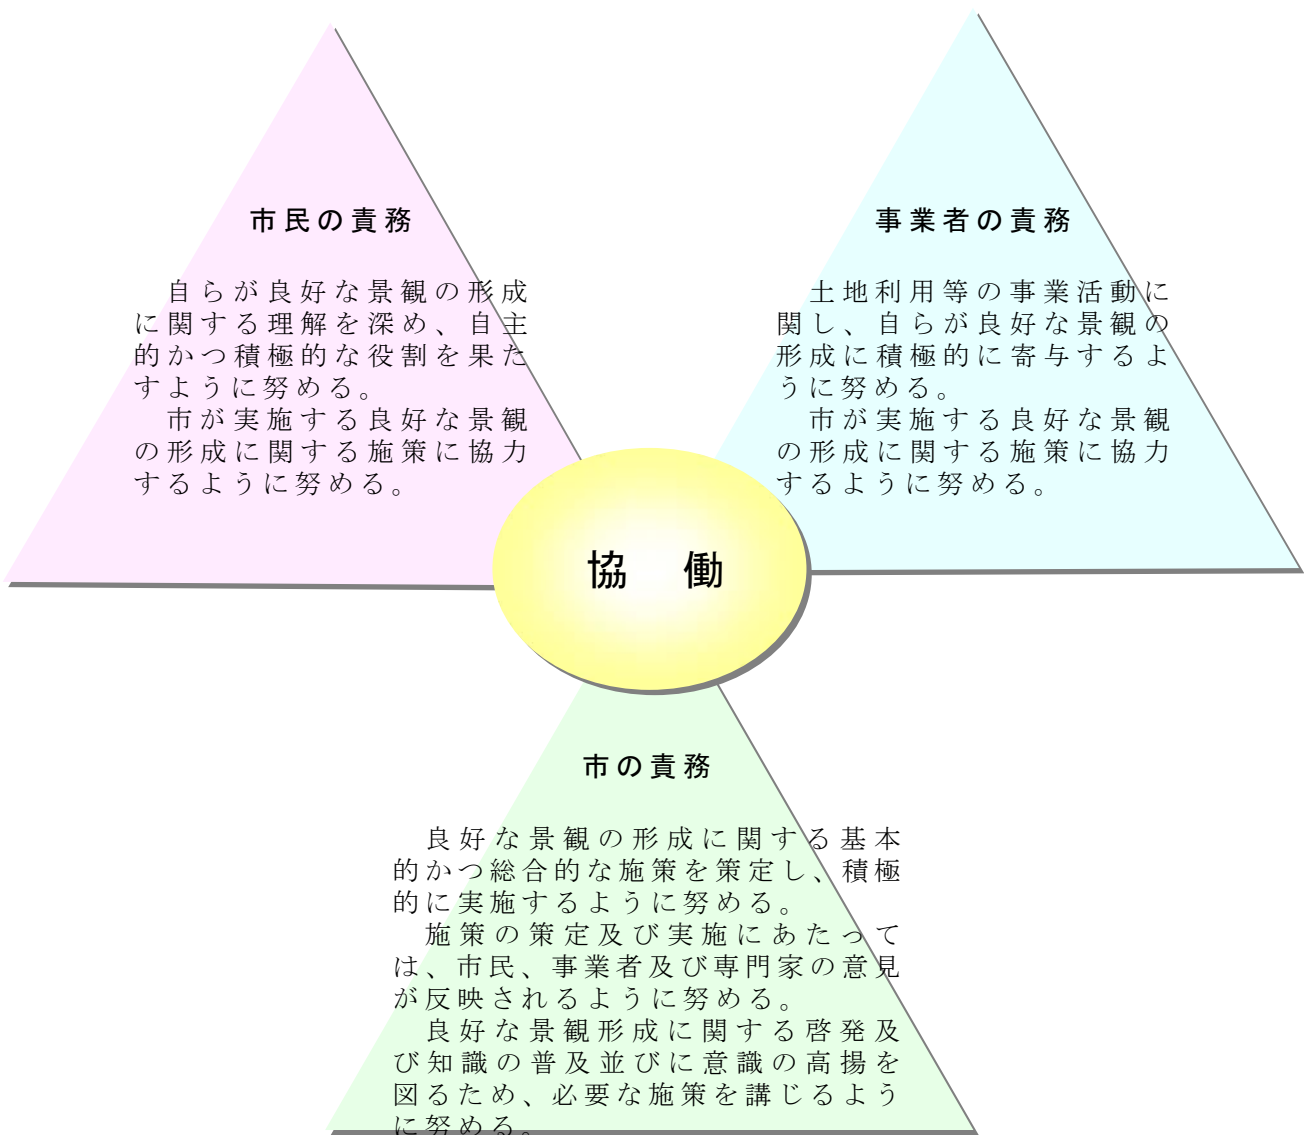 市民の責務
自らが良好な景観の形成
に関する理解を深め、自主
的かつ積極的な役割を果た
すように努める。
市が実施する良好な景観
の形成に関する施策に協力
するように努める。
事業者の責務
土地利用等の事業活動に
関し、自らが良好な景観の
形成に積極的に寄与するよ
うに努める。
市が実施する良好な景観
の形成に関する施策に協力
するように努める。
協　働
市の責務
良好な景観の形成に関する基本
的かつ総合的な施策を策定し、積極
的に実施するように努める。
施策の策定及び実施にあたって
は、市民、事業者及び専門家の意見
が反映されるように努める。
良好な景観形成に関する啓発及
び知識の普及並びに意識の高揚を
図るため、必要な施策を講じるよう
に努める。